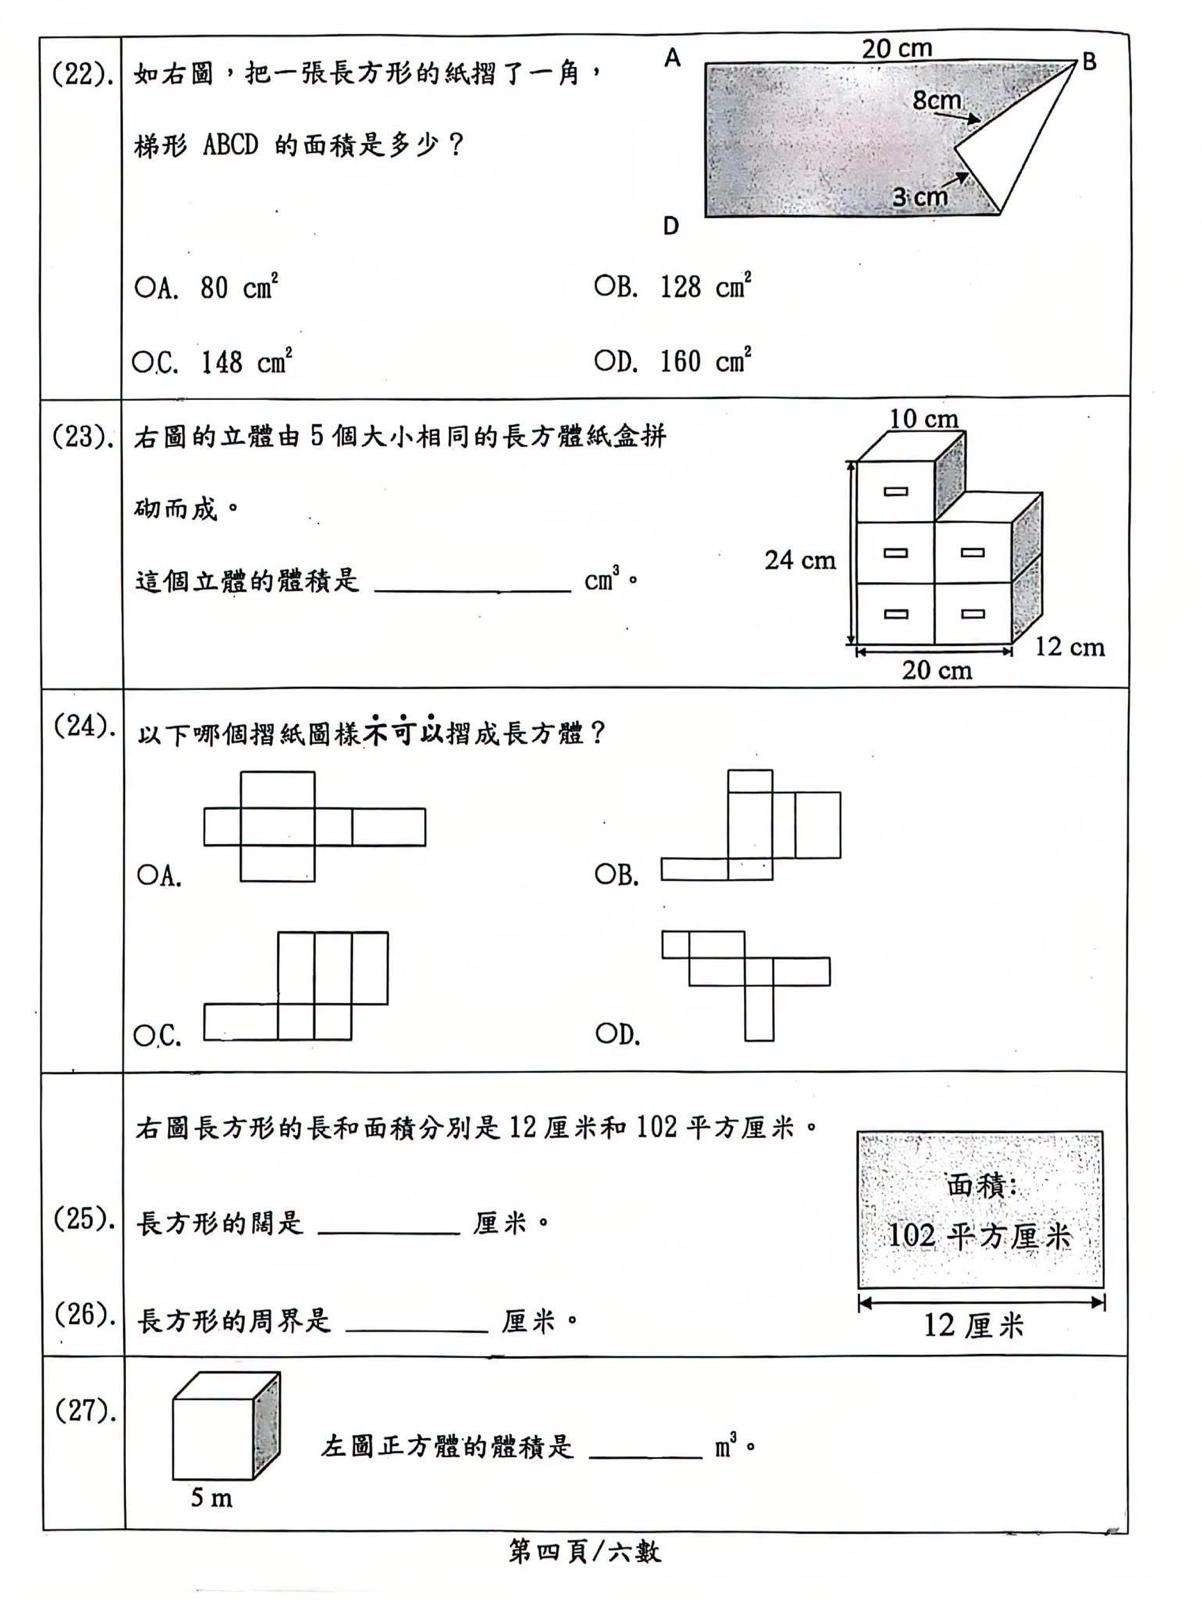 (22). 如右圖，把一張長方形的紙摺了一角，
梯形 ABCD 的面積是多少？
A
20 cm
B
8cm
3 cm
D
○A. 80 cm²
○B. 128 cm²
○C. 148 cm²
○D. 160 cm²
(23). 右圖的立體由 5 個大小相同的長方體紙盒拼
砌而成。
這個立體的體積是 ____________ cm³。
10 cm
24 cm
12 cm
20 cm
(24). 以下哪個摺紙圖樣不可以摺成長方體？
○A.
○B.
○C.
○D.
右圖長方形的長和面積分別是 12 厘米和 102 平方厘米。
(25). 長方形的闊是 _________ 厘米。
(26). 長方形的周界是 _________ 厘米。
面積:
102 平方厘米
12 厘米
(27).
左圖正方體的體積是 _______ m³。
5 m
第四頁/六數